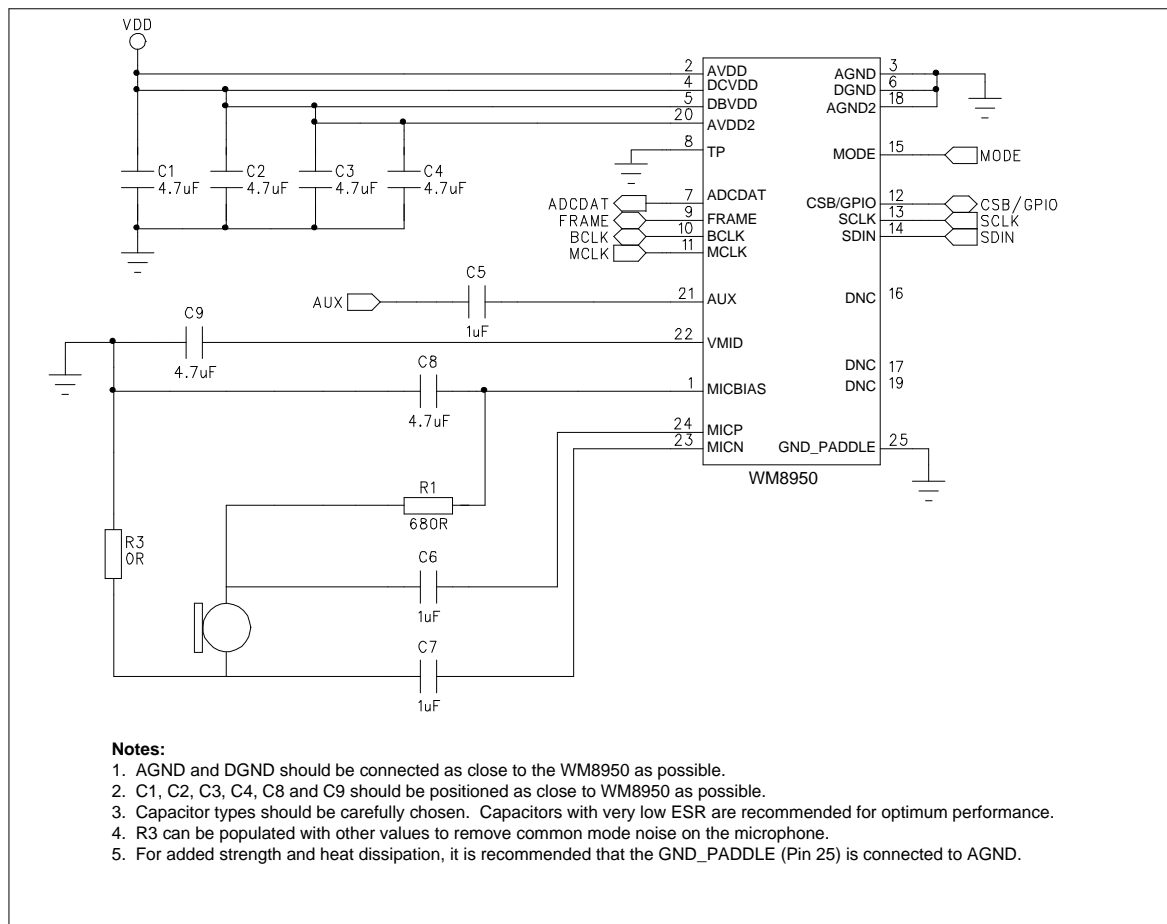 VDD
2 AVDD
4 DCVDD
5 DBVDD
20 AVDD2
8 TP
AGND 3
DGND 6
AGND2 18
MODE 15 MODE
C1 4.7uF
C2 4.7uF
C3 4.7uF
C4 4.7uF
ADCDAT 7 ADCDAT
FRAME 9 FRAME
BCLK 10 BCLK
MCLK 11 MCLK
CSB/GPIO 12 CSB/GPIO
SCLK 13 SCLK
SDIN 14 SDIN
C5
AUX 21 AUX
1uF
DNC 16
C9
22 VMID
4.7uF
C8
1 MICBIAS
4.7uF
DNC 17
DNC 19
24 MICP
23 MICN
GND_PADDLE 25
WM8950
R1
680R
R3
0R
C6
1uF
C7
1uF
Notes:
1. AGND and DGND should be connected as close to the WM8950 as possible.
2. C1, C2, C3, C4, C8 and C9 should be positioned as close to WM8950 as possible.
3. Capacitor types should be carefully chosen. Capacitors with very low ESR are recommended for optimum performance.
4. R3 can be populated with other values to remove common mode noise on the microphone.
5. For added strength and heat dissipation, it is recommended that the GND_PADDLE (Pin 25) is connected to AGND.